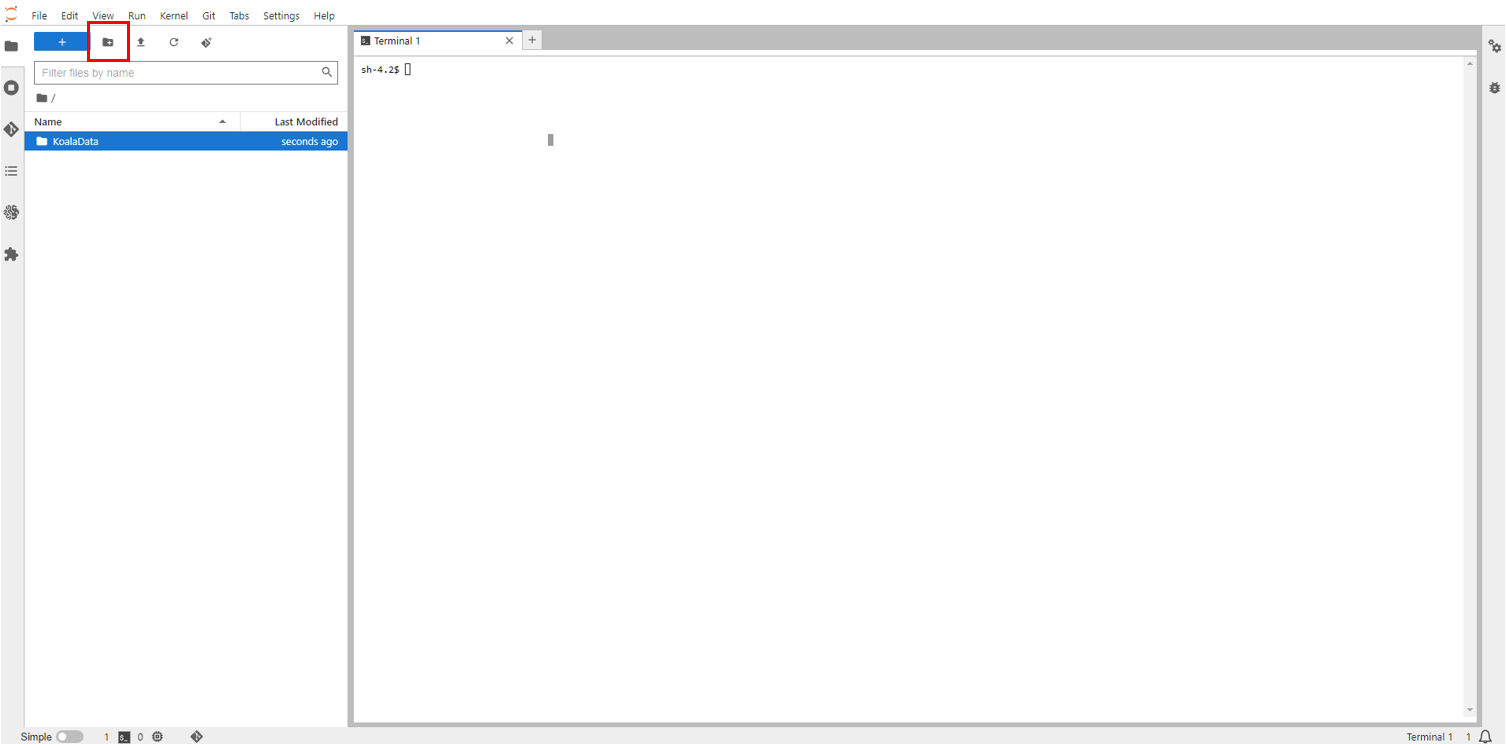 File Edit View Run Kernel Git Tabs Settings Help
+
Terminal 1
+
Filter files by name
/
Name Last Modified
KoalaData seconds ago
sh-4.2$
Simple 1 $_ 0
Terminal 1 1